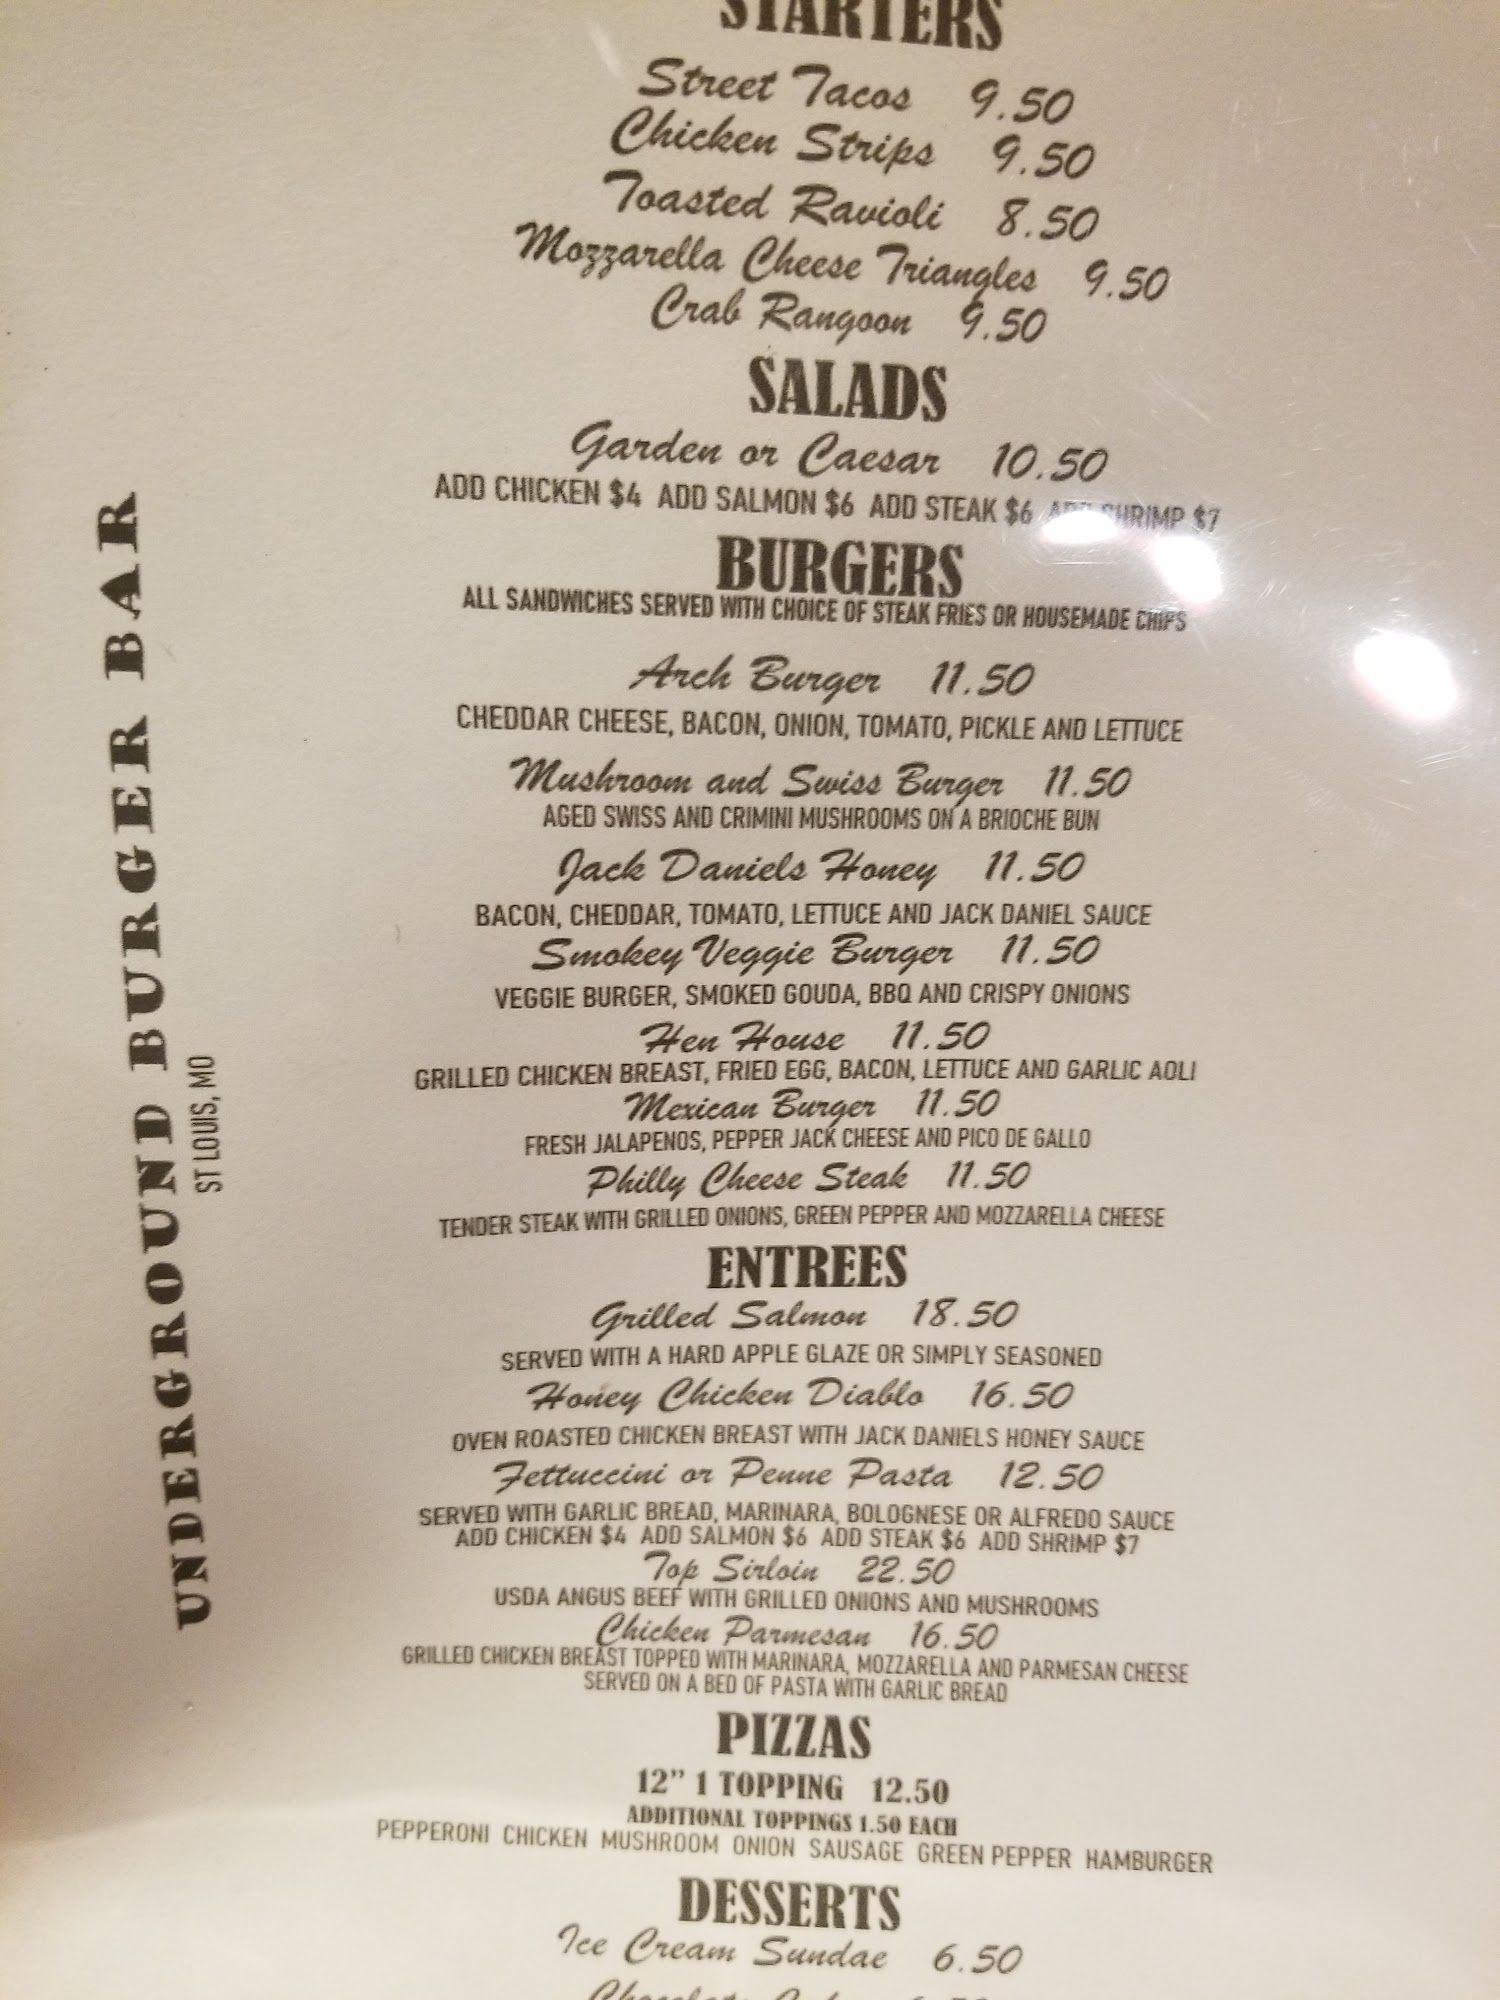 STARTERS
Street Tacos 9.50
Chicken Strips 9.50
Toasted Ravioli 8.50
Mozzarella Cheese Triangles 9.50
Crab Rangoon 9.50
SALADS
Garden or Caesar 10.50
ADD CHICKEN $4 ADD SALMON $6 ADD STEAK $6 ADD SHRIMP $7
BURGERS
ALL SANDWICHES SERVED WITH CHOICE OF STEAK FRIES OR HOUSEMADE CHIPS
Arch Burger 11.50
CHEDDAR CHEESE, BACON, ONION, TOMATO, PICKLE AND LETTUCE
Mushroom and Swiss Burger 11.50
AGED SWISS AND CRIMINI MUSHROOMS ON A BRIOCHE BUN
Jack Daniels Honey 11.50
BACON, CHEDDAR, TOMATO, LETTUCE AND JACK DANIEL SAUCE
Smokey Veggie Burger 11.50
VEGGIE BURGER, SMOKED GOUDA, BBQ AND CRISPY ONIONS
Hen House 11.50
GRILLED CHICKEN BREAST, FRIED EGG, BACON, LETTUCE AND GARLIC AOLI
Mexican Burger 11.50
FRESH JALAPENOS, PEPPER JACK CHEESE AND PICO DE GALLO
Philly Cheese Steak 11.50
TENDER STEAK WITH GRILLED ONIONS, GREEN PEPPER AND MOZZARELLA CHEESE
ENTREES
Grilled Salmon 18.50
SERVED WITH A HARD APPLE GLAZE OR SIMPLY SEASONED
Honey Chicken Diablo 16.50
OVEN ROASTED CHICKEN BREAST WITH JACK DANIELS HONEY SAUCE
Fettuccini or Penne Pasta 12.50
SERVED WITH GARLIC BREAD, MARINARA, BOLOGNESE OR ALFREDO SAUCE
ADD CHICKEN $4 ADD SALMON $6 ADD STEAK $6 ADD SHRIMP $7
Top Sirloin 22.50
USDA ANGUS BEEF WITH GRILLED ONIONS AND MUSHROOMS
Chicken Parmesan 16.50
GRILLED CHICKEN BREAST TOPPED WITH MARINARA, MOZZARELLA AND PARMESAN CHEESE
SERVED ON A BED OF PASTA WITH GARLIC BREAD
PIZZAS
12” 1 TOPPING 12.50
ADDITIONAL TOPPINGS 1.50 EACH
PEPPERONI CHICKEN MUSHROOM ONION SAUSAGE GREEN PEPPER HAMBURGER
DESSERTS
Ice Cream Sundae 6.50
Chocolate
UNDERGROUND BURGER BAR
ST LOUIS, MO